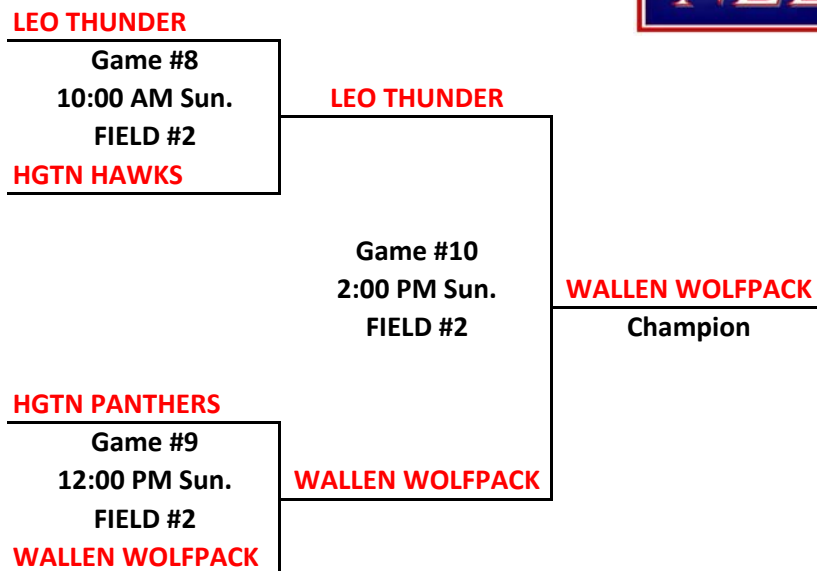 LEO THUNDER
Game #8
10:00 AM Sun.
FIELD #2
HGTN HAWKS
LEO THUNDER
Game #10
2:00 PM Sun.
FIELD #2
WALLEN WOLFPACK
Champion
HGTN PANTHERS
Game #9
12:00 PM Sun.
FIELD #2
WALLEN WOLFPACK
WALLEN WOLFPACK